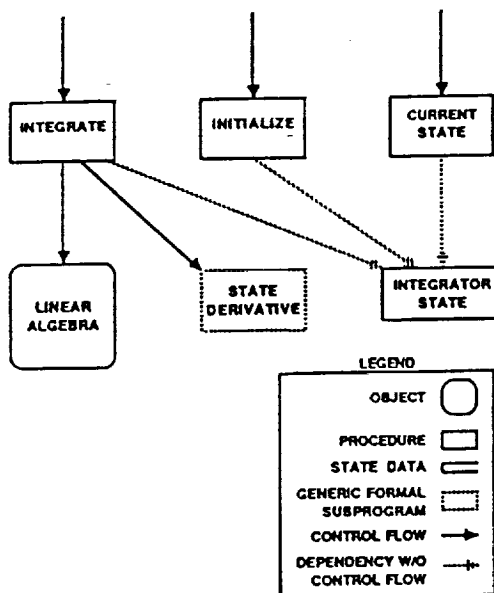 INTEGRATE
INITIALIZE
CURRENT
STATE
LINEAR
ALGEBRA
STATE
DERIVATIVE
INTEGRATOR
STATE
LEGEND
OBJECT
PROCEDURE
STATE DATA
GENERIC FORMAL
SUBPROGRAM
CONTROL FLOW
DEPENDENCY W/O
CONTROL FLOW